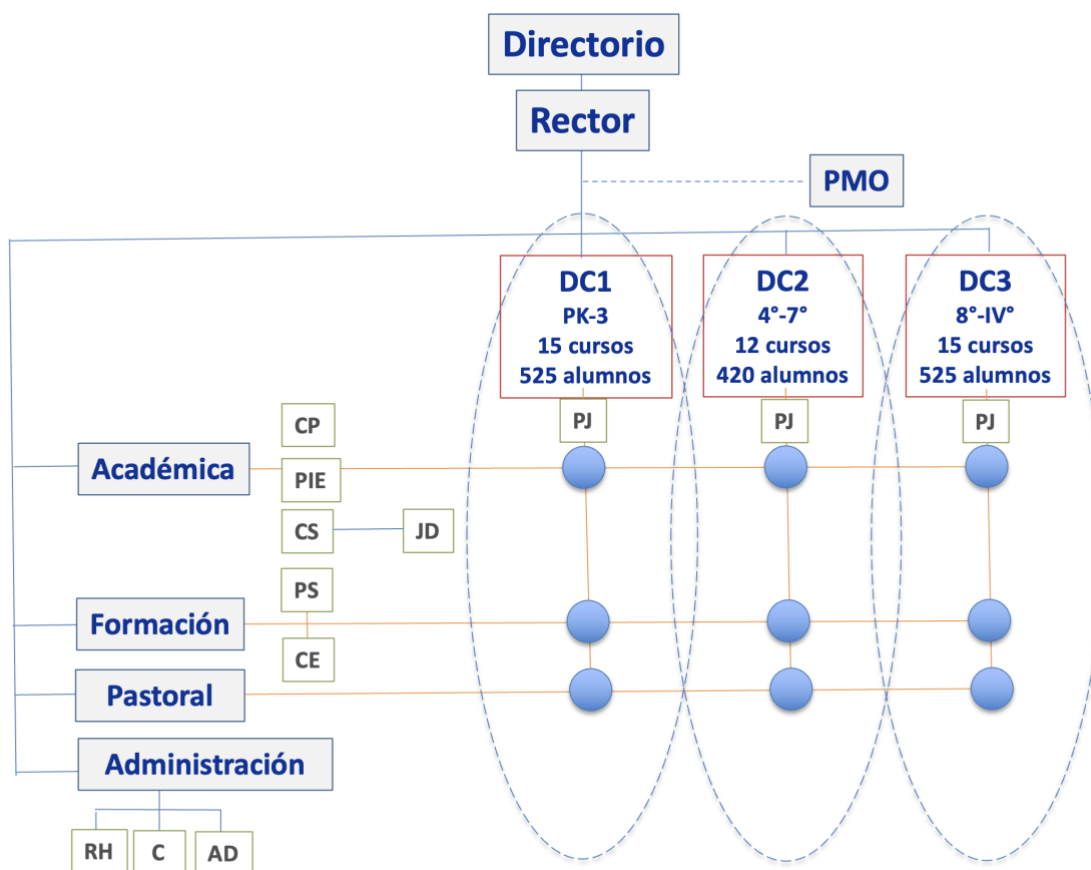 Directorio
Rector
PMO
DC1
PK-3
15 cursos
525 alumnos
DC2
4°-7°
12 cursos
420 alumnos
DC3
8°-IV°
15 cursos
525 alumnos
PJ
PJ
PJ
CP
Académica
PIE
CS
JD
PS
Formación
CE
Pastoral
Administración
RH
C
AD